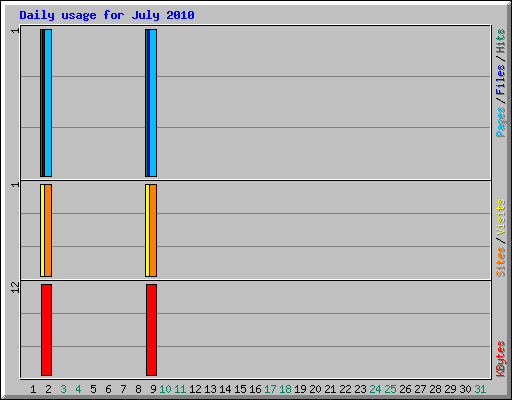 Daily usage for July 2010
1
1
12
Pages/Files/Hits
Sites/Visits
KBytes
1 2 3 4 5 6 7 8 9 10 11 12 13 14 15 16 17 18 19 20 21 22 23 24 25 26 27 28 29 30 31